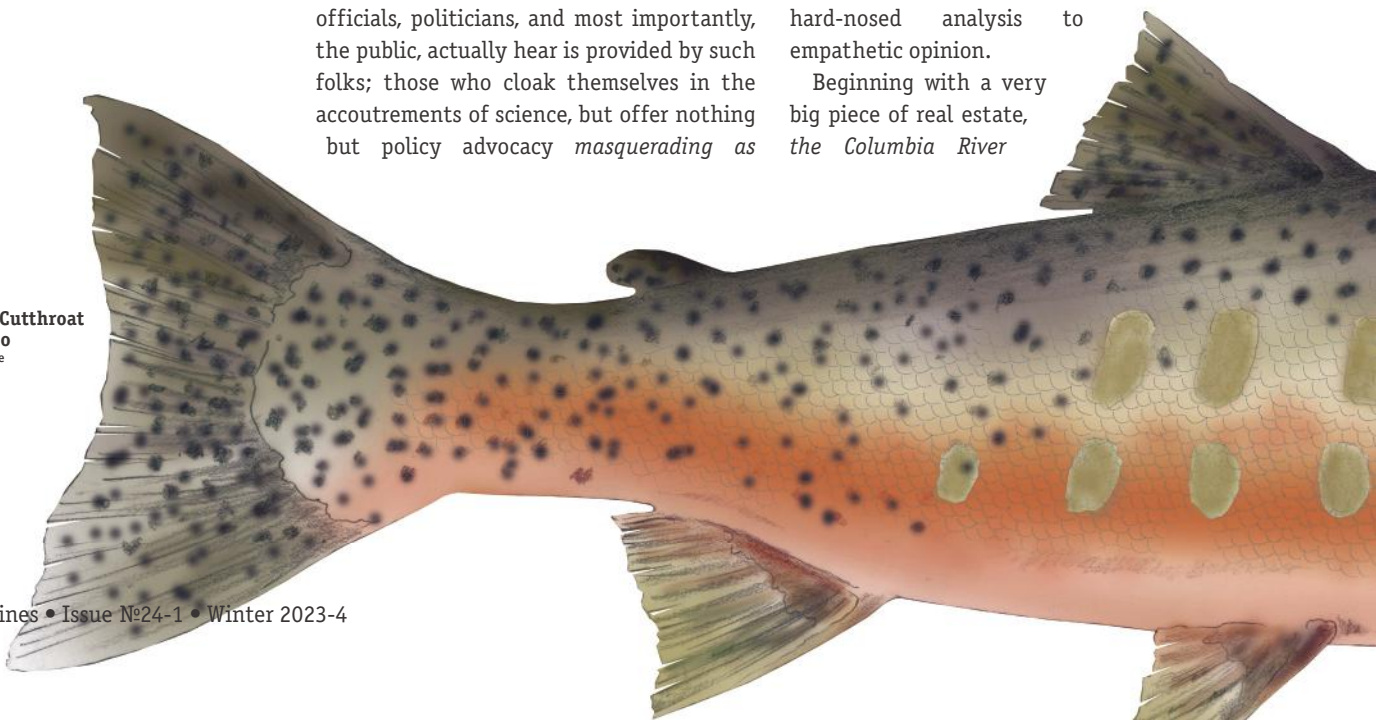 officials, politicians, and most importantly,
the public, actually hear is provided by such
folks; those who cloak themselves in the
accoutrements of science, but offer nothing
but policy advocacy masquerading as
hard-nosed analysis to
empathetic opinion.
Beginning with a very
big piece of real estate,
the Columbia River
Cutthroat
o
e
ines • Issue №24-1 • Winter 2023-4